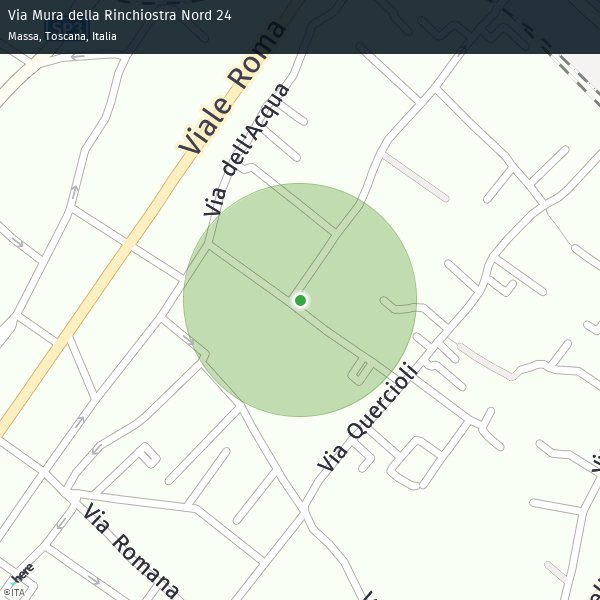 Via Mura della Rinchiostra Nord 24
Massa, Toscana, Italia
Viale Roma
Via dell'Acqua
Via Quercioli
Via Romana
here
©ITA